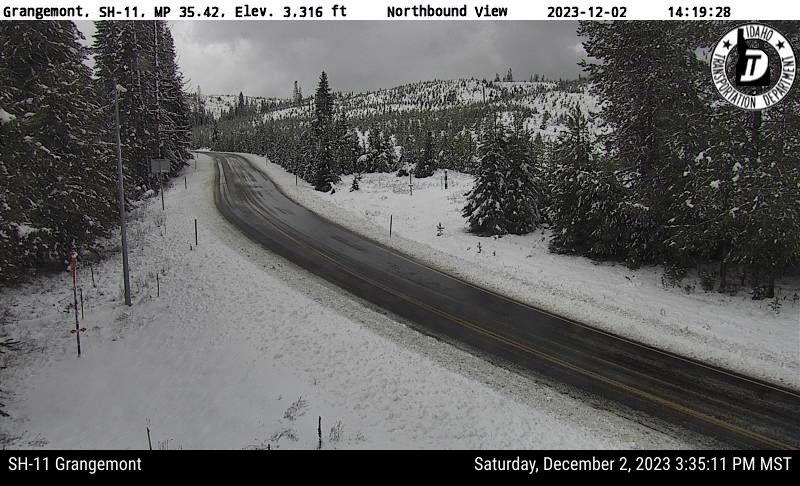 Grangemont, SH-11, MP 35.42, Elev. 3,316 ft Northbound View 2023-12-02 14:19:28
IDAHO
TRANSPORTATION DEPARTMENT
SH-11 Grangemont Saturday, December 2, 2023 3:35:11 PM MST